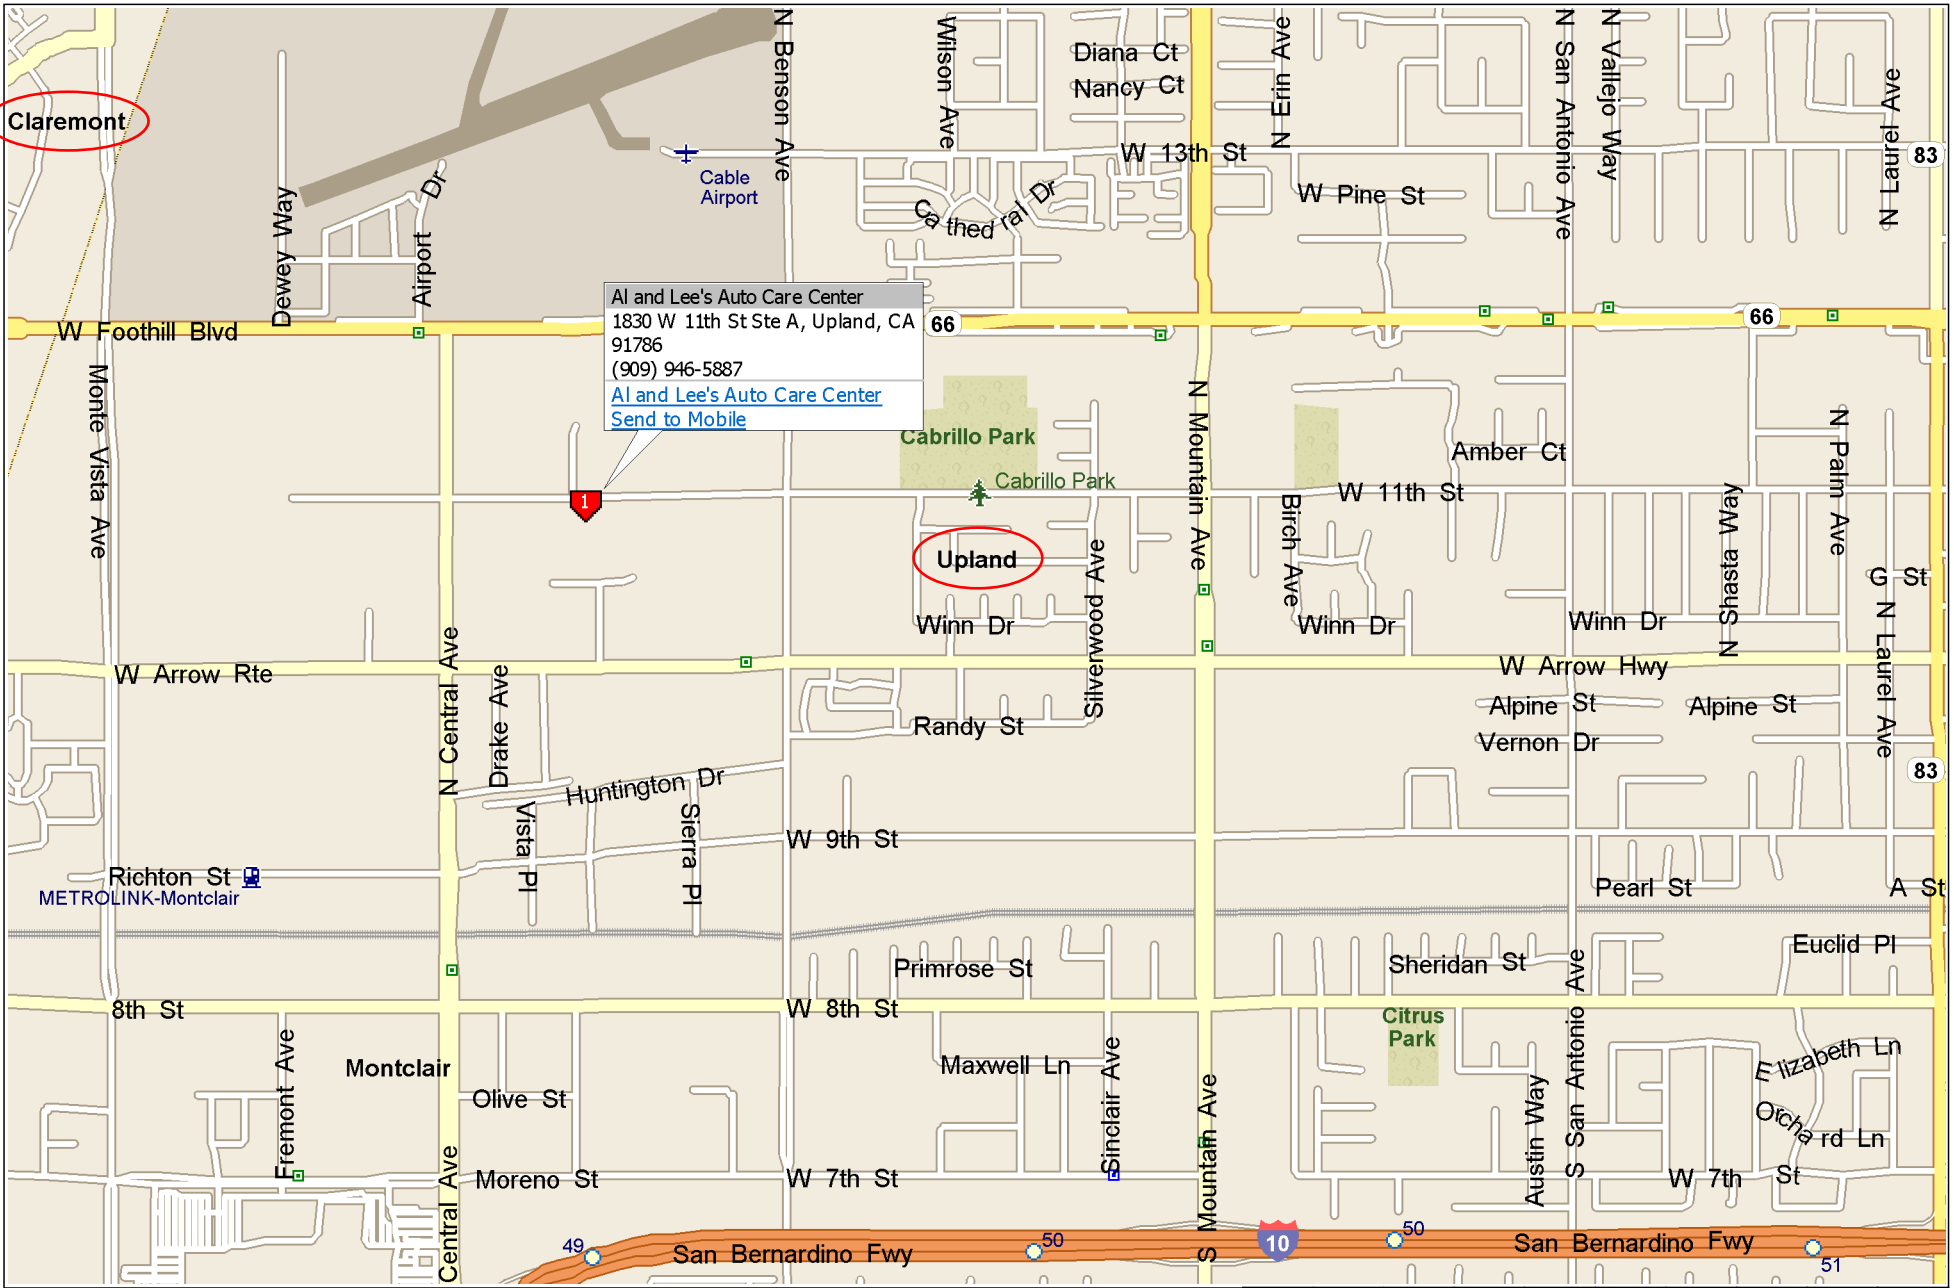 N Benson Ave
Wilson Ave
Diana Ct
Nancy Ct
N Erin Ave
N San Antonio Ave
N Vallejo Way
N Laurel Ave
Claremont
W 13th St
83
Cable
Airport
Dewey Way
Airport Dr
Cathedral Dr
W Pine St
W Foothill Blvd
Al and Lee's Auto Care Center
1830 W 11th St Ste A, Upland, CA
91786
(909) 946-5887
Al and Lee's Auto Care Center
Send to Mobile
66
66
Monte Vista Ave
N Mountain Ave
Cabrillo Park
Cabrillo Park
1
Amber Ct
W 11th St
N Palm Ave
Birch Ave
N Shasta Way
Upland
Silverwood Ave
G St
Winn Dr
Winn Dr
Winn Dr
N Laurel Ave
W Arrow Rte
N Central Ave
Drake Ave
W Arrow Hwy
Randy St
Alpine St
Alpine St
Vernon Dr
Huntington Dr
83
Vista Pl
Sierra Pl
W 9th St
Richton St
METROLINK-Montclair
Pearl St
A St
Primrose St
Sheridan St
Euclid Pl
8th St
W 8th St
Citrus
Park
Fremont Ave
Montclair
Olive St
Maxwell Ln
Sinclair Ave
S Mountain Ave
Austin Way
S San Antonio Ave
Elizabeth Ln
Orchard Ln
Central Ave
Moreno St
W 7th St
W 7th St
49
San Bernardino Fwy
50
10
50
San Bernardino Fwy
51